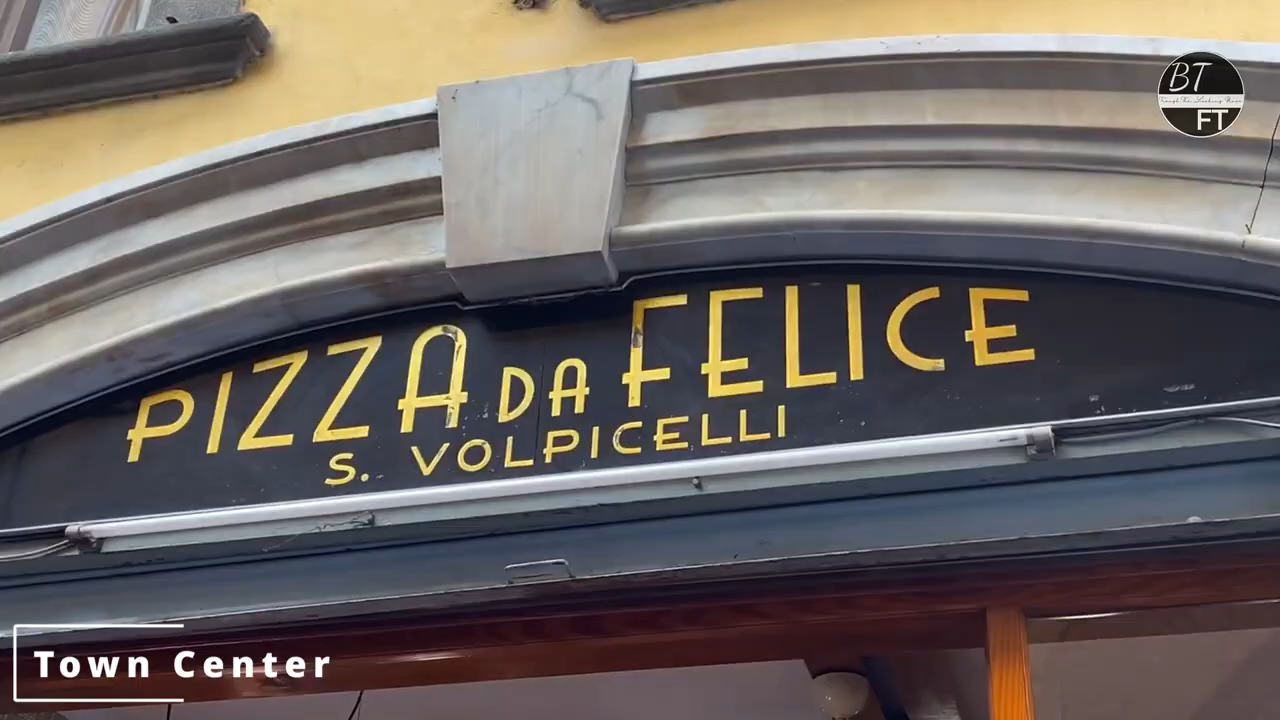 BT
FT
PIZZA DA FELICE
S. VOLPICELLI
Town Center